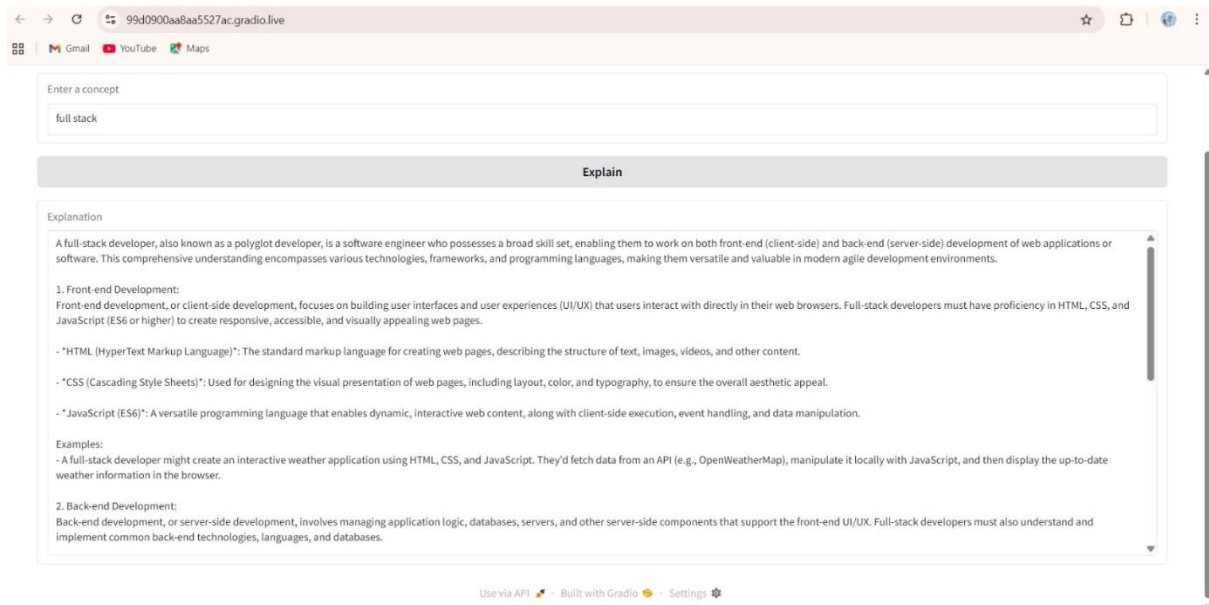 99d0900aa8aa5527ac.gradio.live
Gmail YouTube Maps
Enter a concept
full stack
Explain
Explanation
A full-stack developer, also known as a polyglot developer, is a software engineer who possesses a broad skill set, enabling them to work on both front-end (client-side) and back-end (server-side) development of web applications or
software. This comprehensive understanding encompasses various technologies, frameworks, and programming languages, making them versatile and valuable in modern agile development environments.
1. Front-end Development:
Front-end development, or client-side development, focuses on building user interfaces and user experiences (UI/UX) that users interact with directly in their web browsers. Full-stack developers must have proficiency in HTML, CSS, and
JavaScript (ES6 or higher) to create responsive, accessible, and visually appealing web pages.
- *HTML (HyperText Markup Language)*: The standard markup language for creating web pages, describing the structure of text, images, videos, and other content.
- *CSS (Cascading Style Sheets)*: Used for designing the visual presentation of web pages, including layout, color, and typography, to ensure the overall aesthetic appeal.
- *JavaScript (ES6)*: A versatile programming language that enables dynamic, interactive web content, along with client-side execution, event handling, and data manipulation.
Examples:
- A full-stack developer might create an interactive weather application using HTML, CSS, and JavaScript. They'd fetch data from an API (e.g., OpenWeatherMap), manipulate it locally with JavaScript, and then display the up-to-date
weather information in the browser.
2. Back-end Development:
Back-end development, or server-side development, involves managing application logic, databases, servers, and other server-side components that support the front-end UI/UX. Full-stack developers must also understand and
implement common back-end technologies, languages, and databases.
Use via API · Built with Gradio · Settings